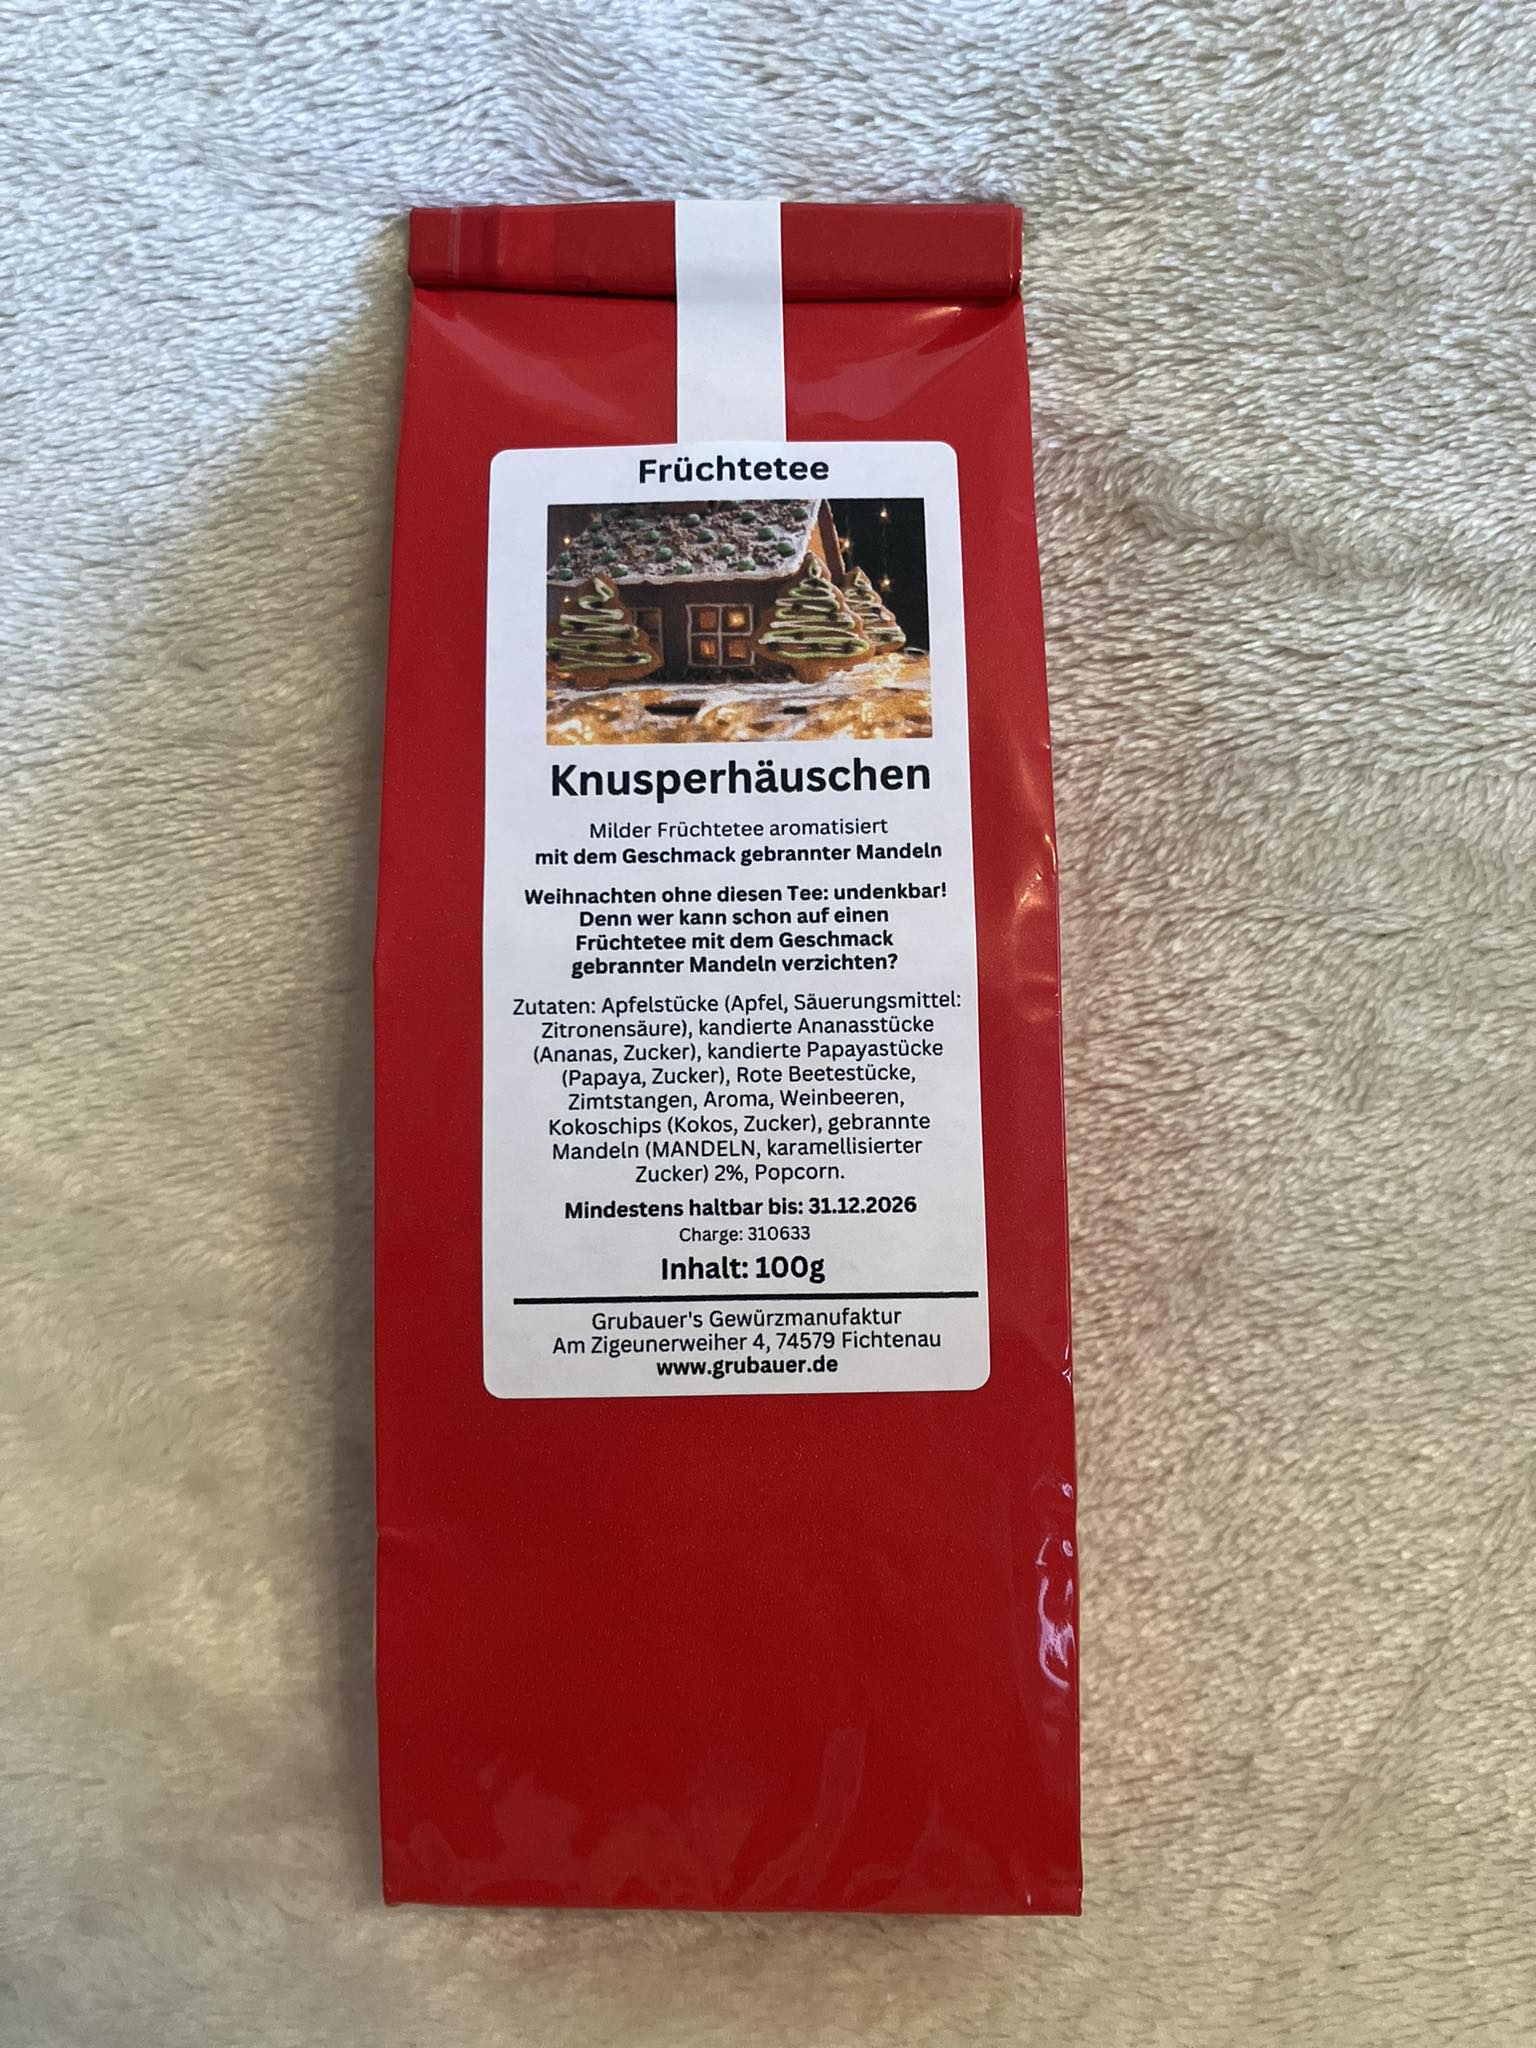 Früchtetee
Knusperhäuschen
Milder Früchtetee aromatisiert
mit dem Geschmack gebrannter Mandeln
Weihnachten ohne diesen Tee: undenkbar!
Denn wer kann schon auf einen
Früchtetee mit dem Geschmack
gebrannter Mandeln verzichten?
Zutaten: Apfelstücke (Apfel, Säuerungsmittel:
Zitronensäure), kandierte Ananasstücke
(Ananas, Zucker), kandierte Papayastücke
(Papaya, Zucker), Rote Beetestücke,
Zimtstangen, Aroma, Weinbeeren,
Kokoschips (Kokos, Zucker), gebrannte
Mandeln (MANDELN, karamellisierter
Zucker) 2%, Popcorn.
Mindestens haltbar bis: 31.12.2026
Charge: 310633
Inhalt: 100g
Grubauer's Gewürzmanufaktur
Am Zigeunerweiher 4, 74579 Fichtenau
www.grubauer.de